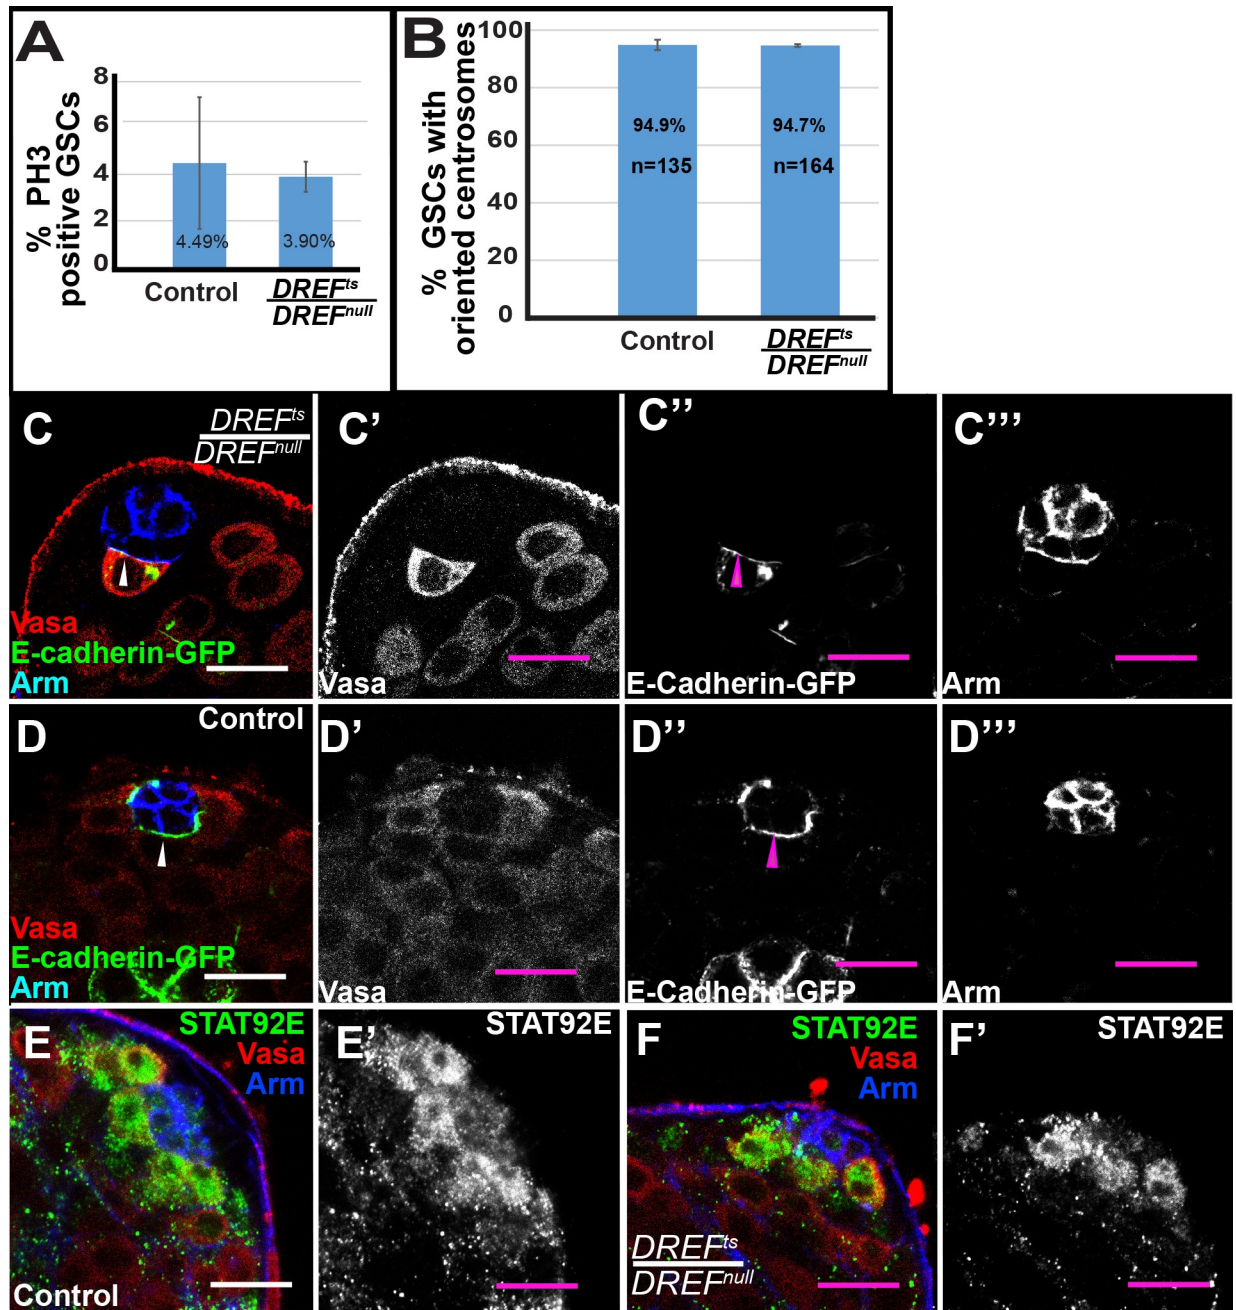 A
% PH3
positive GSCs
8
6
4
2
0
4.49%
3.90%
Control
DREFts
DREFnull
B
% GSCs with
oriented centrosomes
100
80
60
40
20
0
94.9%
n=135
94.7%
n=164
Control
DREFts
DREFnull
C
DREFts
DREFnull
Vasa
E-cadherin-GFP
Arm
C’
Vasa
C’’
E-Cadherin-GFP
C’’’
Arm
D
Control
Vasa
E-cadherin-GFP
Arm
D’
Vasa
D’’
E-Cadherin-GFP
D’’’
Arm
E
STAT92E
Vasa
Arm
Control
E’
STAT92E
F
STAT92E
Vasa
Arm
DREFts
DREFnull
F’
STAT92E